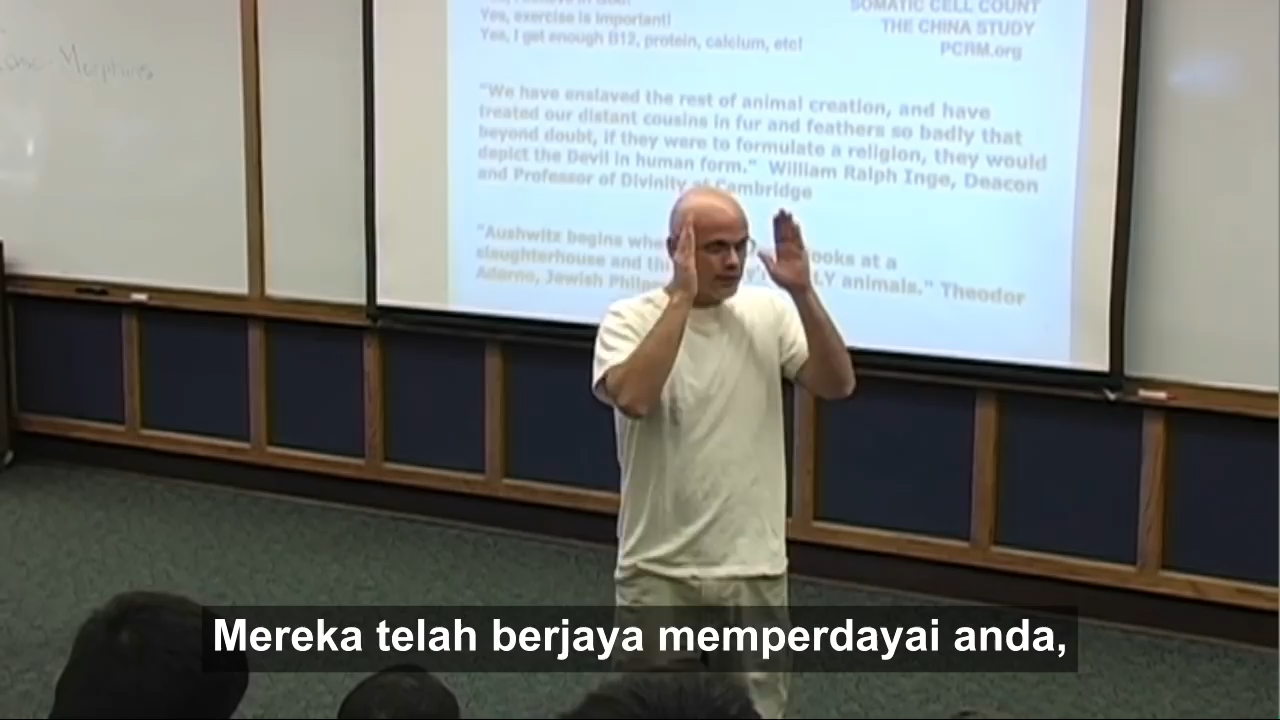 Yes, exercise is important!
Yes, I get enough B12, protein, calcium, etc!
SOMATIC CELL COUNT
THE CHINA STUDY
PCRM.org
"We have enslaved the rest of animal creation, and have
treated our distant cousins in fur and feathers so badly that
beyond doubt, if they were to formulate a religion, they would
depict the Devil in human form." William Ralph Inge, Deacon
and Professor of Divinity of Cambridge
"Aushwitz begins whe ooks at a
slaughterhouse and th LY animals." Theodor
Adorno, Jewish
Mereka telah berjaya memperdayai anda,